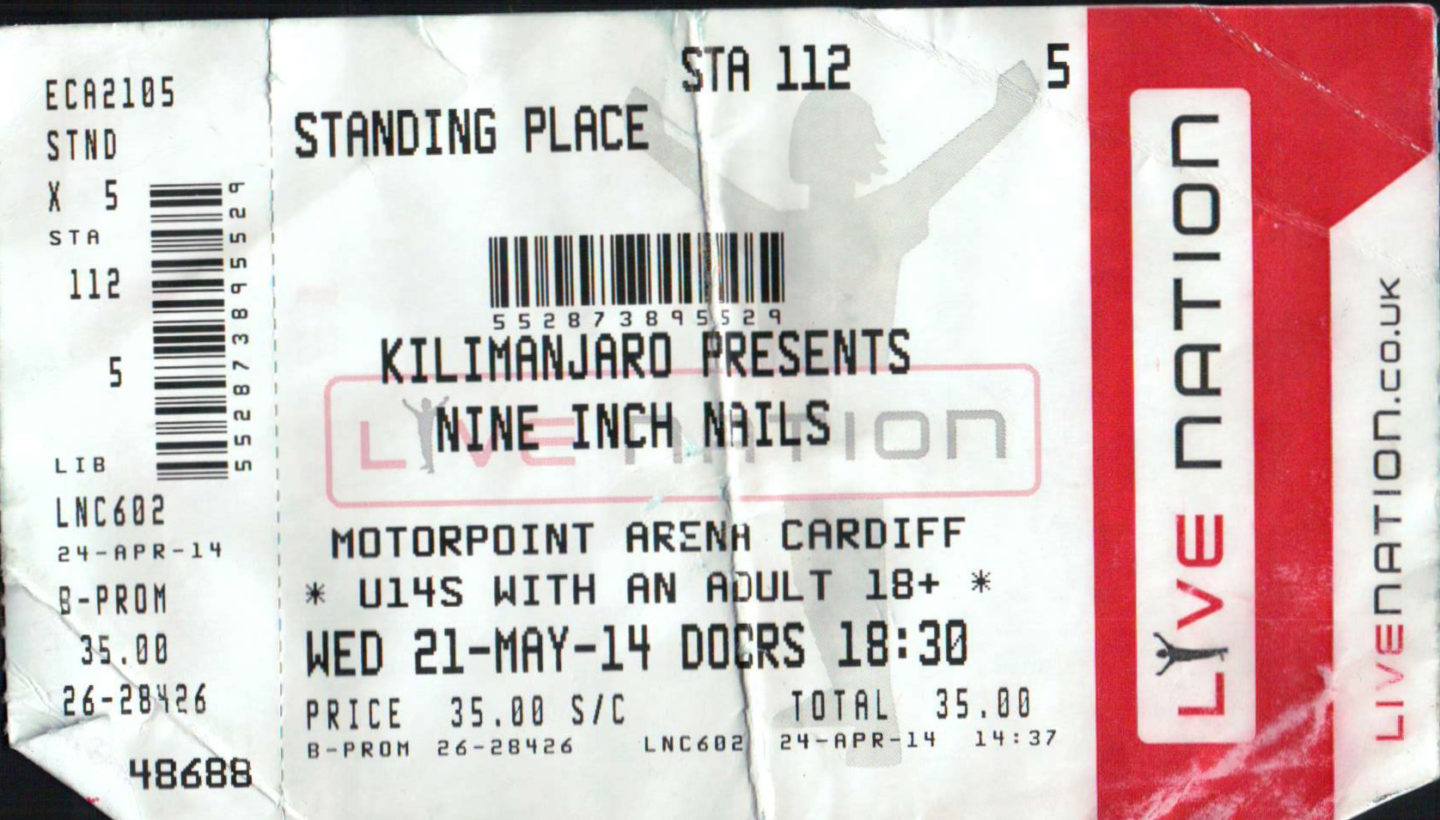 ECA2105
STND
X 5
STA
112
5
LIB
LNC602
24-APR-14
B-PROM
35.00
26-28426
48688
552873895529
STA 112 5
STANDING PLACE
552873895529
KILIMANJARO PRESENTS
NINE INCH NAILS
LIVE NATION
MOTORPOINT ARENA CARDIFF
* U14S WITH AN ADULT 18+ *
WED 21-MAY-14 DOORS 18:30
PRICE 35.00 S/C TOTAL 35.00
B-PROM 26-28426 LNC602 24-APR-14 14:37
LIVE NATION
LIVENATION.CO.UK